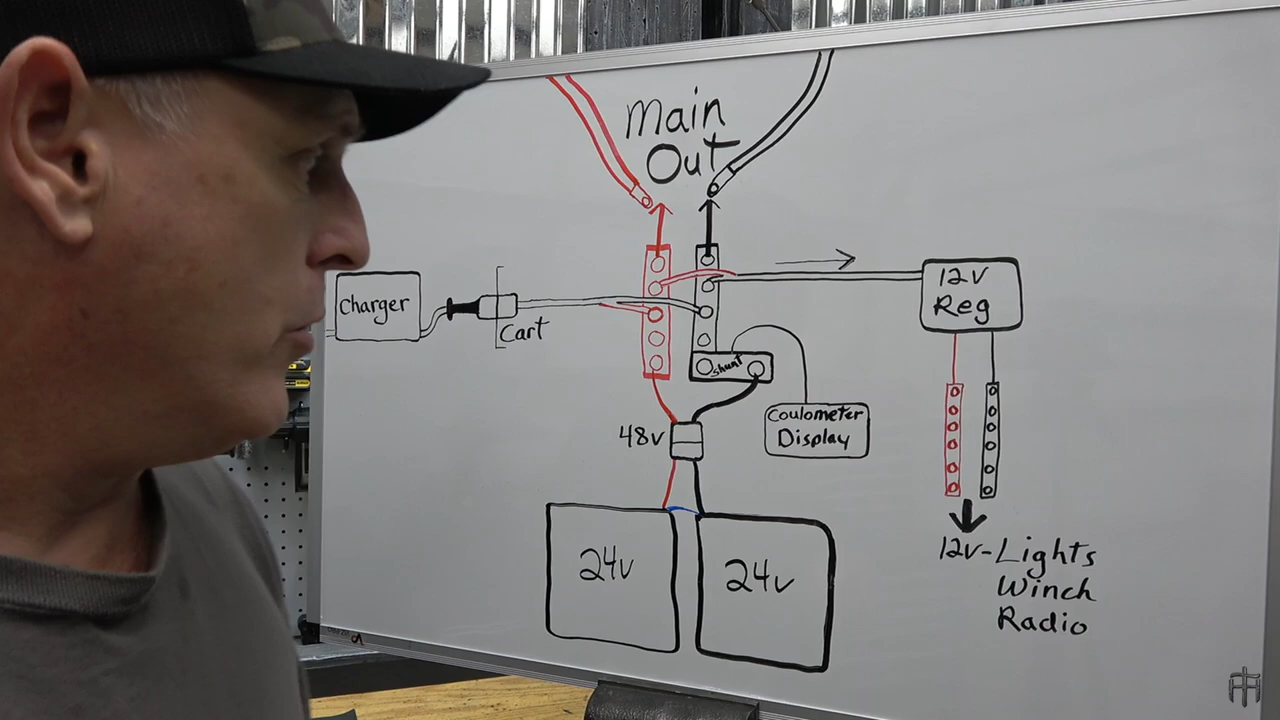 Main
Out
Charger
Cart
12v
Reg
shunt
48v
Coulometer
Display
24v
24v
12v-Lights
Winch
Radio